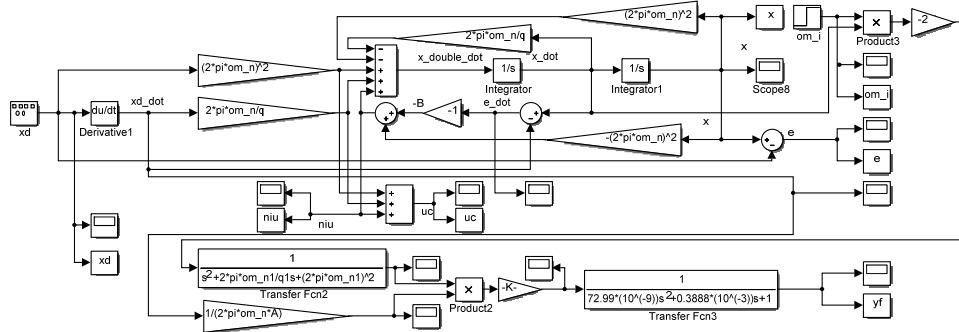 (2*pi*om_n)^2
x
om_i
Product3
-2
2*pi*om_n/q
x
(2*pi*om_n)^2
x_double_dot
1/s
Integrator
x_dot
1/s
Integrator1
Scope8
om_i
xd
xd_dot
du/dt
Derivative1
2*pi*om_n/q
-B
-1
e_dot
x
-(2*pi*om_n)^2
e
e
niu
niu
uc
uc
xd
1
s^2+2*pi*om_n1/q1s+(2*pi*om_n1)^2
Transfer Fcn2
1/(2*pi*om_n*A)
Product2
-K-
1
72.99*(10^(-9))s^2+0.3888*(10^(-3))s+1
Transfer Fcn3
yf